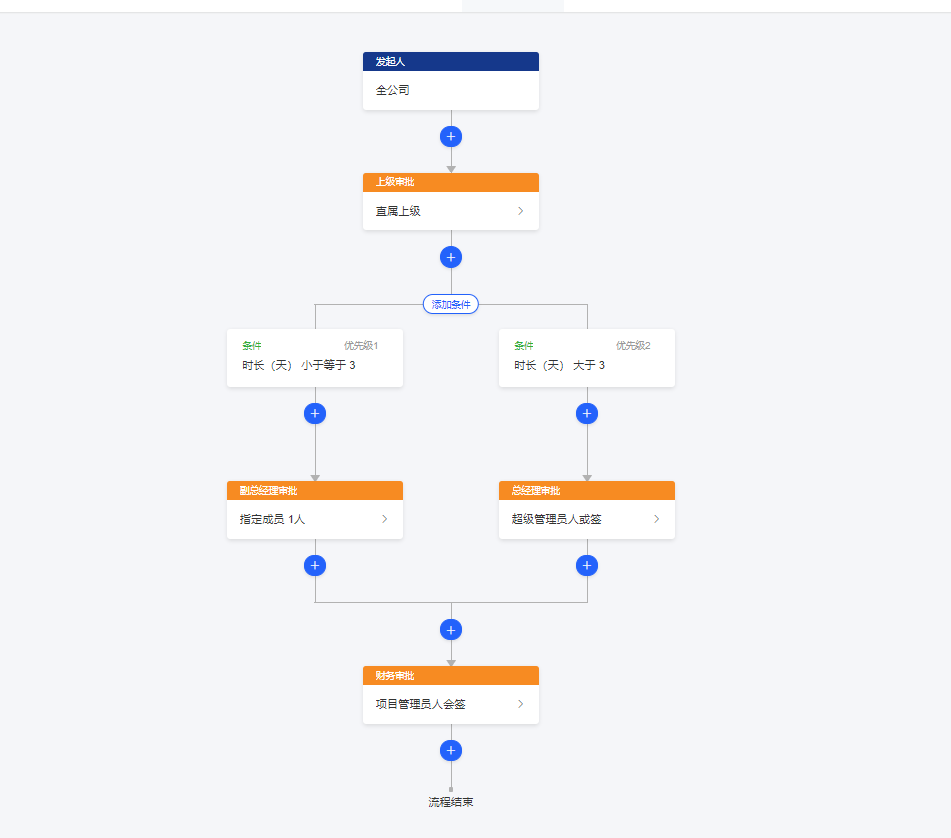 发起人
全公司
上级审批
直属上级
添加条件
条件 优先级1
时长（天） 小于等于 3
条件 优先级2
时长（天） 大于 3
副总经理审批
指定成员 1人
总经理审批
超级管理员人或签
财务审批
项目管理员人会签
流程结束